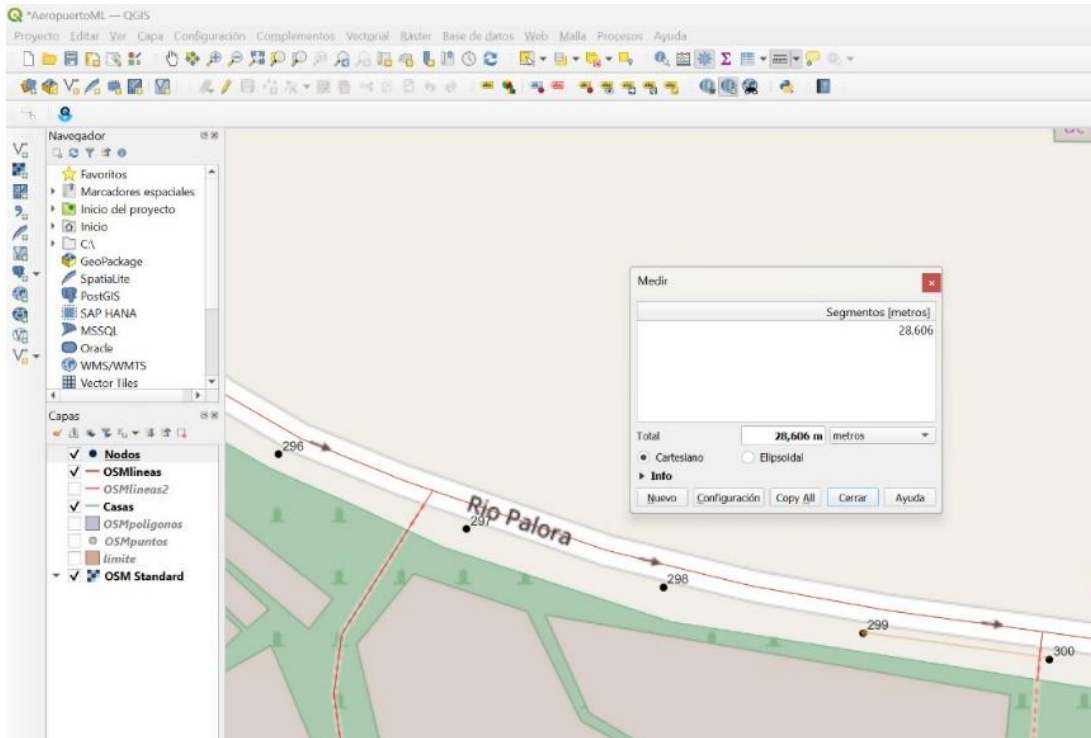 *AeropuertoML — QGIS
Proyecto Editar Ver Capa Configuración Complementos Vectorial Ráster Base de datos Web Malla Procesos Ayuda
Navegador
Favoritos
Marcadores espaciales
Inicio del proyecto
Inicio
C:\
GeoPackage
SpatiaLite
PostGIS
SAP HANA
MSSQL
Oracle
WMS/WMTS
Vector Tiles
Capas
Nodos
OSMlineas
OSMlineas2
Casas
OSMpoligonos
OSMpuntos
limite
OSM Standard
Medir
Segmentos [metros]
28,606
Total 28,606 m metros
Cartesiano Elipsoidal
Info
Nuevo Configuración Copy All Cerrar Ayuda
296
297
Río Palora
298
299
300